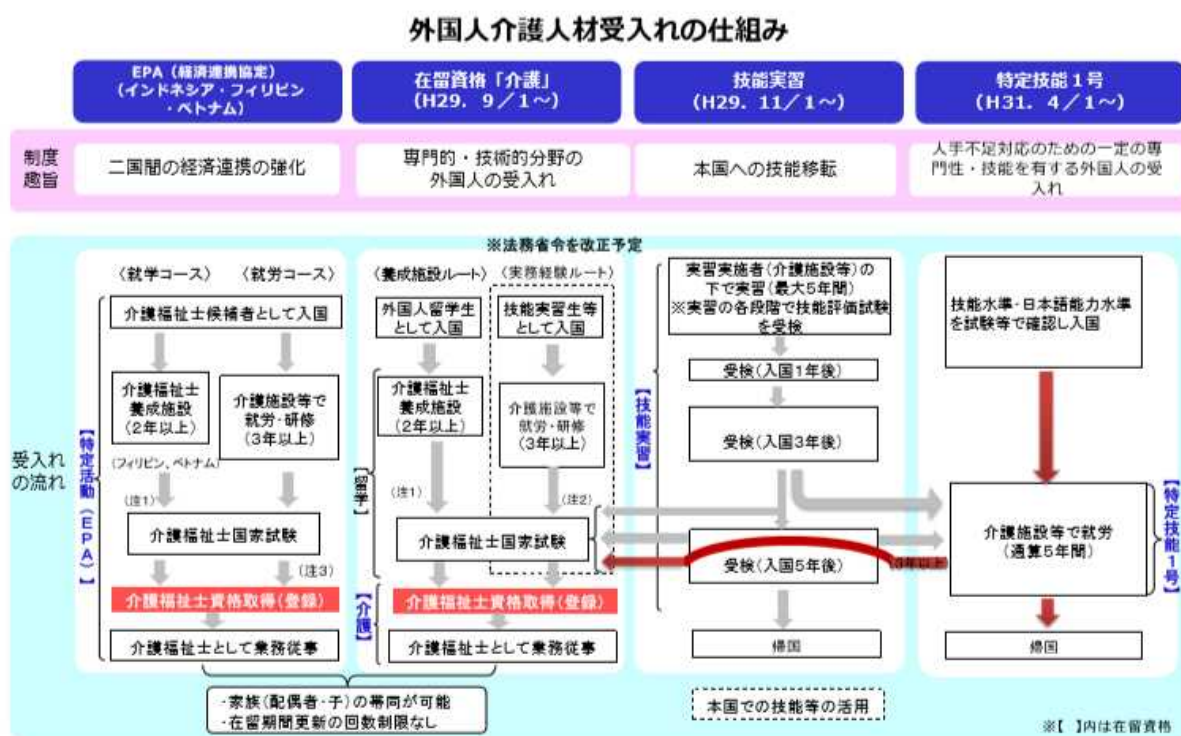 外国人介護人材受入れの仕組み
EPA（経済連携協定）
（インドネシア・フィリピン
・ベトナム）
在留資格「介護」
（H29．9／1～）
技能実習
（H29．11／1～）
特定技能１号
（H31．4／1～）
制度
趣旨
二国間の経済連携の強化
専門的・技術的分野の
外国人の受入れ
本国への技能移転
人手不足対応のための一定の専
門性・技能を有する外国人の受
入れ
受入れ
の流れ
※法務省令を改正予定
〈就学コース〉
〈就労コース〉
介護福祉士候補者として入国
介護福祉士
養成施設
（2年以上）
介護施設等で
就労・研修
（3年以上）
（フィリピン、ベトナム）
（注1）
介護福祉士国家試験
（注3）
介護福祉士資格取得（登録）
介護福祉士として業務従事
【特定活動（EPA）】
〈養成施設ルート〉
〈実務経験ルート〉
外国人留学生
として入国
技能実習生等
として入国
介護福祉士
養成施設
（2年以上）
介護施設等で
就労・研修
（3年以上）
（注1）
（注2）
介護福祉士国家試験
介護福祉士資格取得（登録）
介護福祉士として業務従事
【留学】
【介護】
・家族（配偶者・子）の帯同が可能
・在留期間更新の回数制限なし
実習実施者（介護施設等）の
下で実習（最大5年間）
※実習の各段階で技能評価試験
を受検
受検（入国1年後）
受検（入国3年後）
受検（入国5年後）
帰国
【技能実習】
本国での技能等の活用
技能水準・日本語能力水準
を試験等で確認し入国
介護施設等で就労
（通算5年間）
（3年以上）
帰国
【特定技能１号】
※【　】内は在留資格